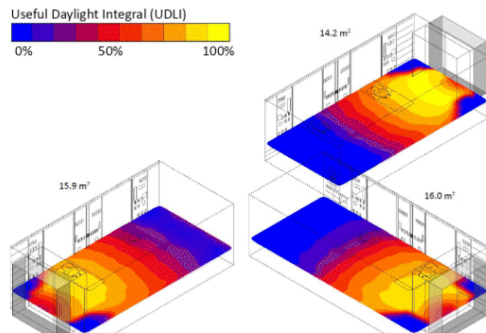 Useful Daylight Integral (UDLI)
0% 50% 100%
14.2 m²
15.9 m²
16.0 m²